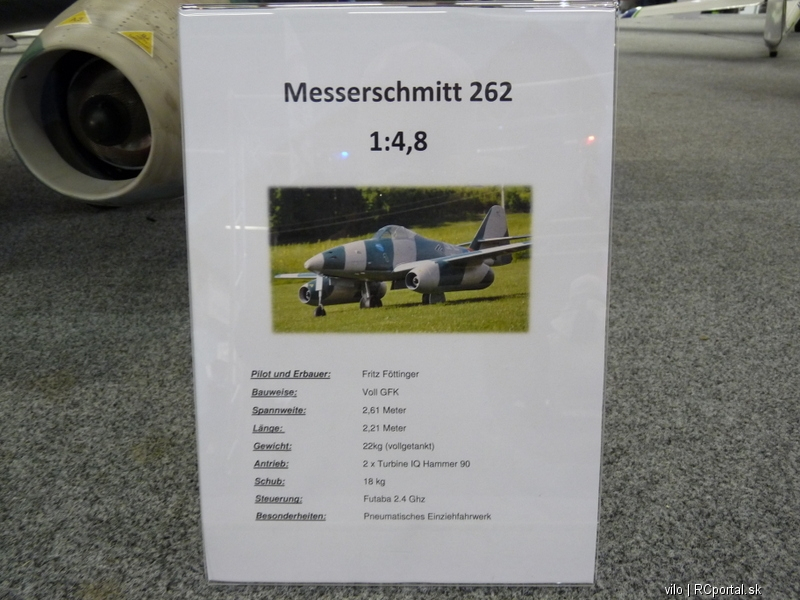 Messerschmitt 262
1:4,8
Pilot und Erbauer: Fritz Föttinger
Bauweise: Voll GFK
Spannweite: 2,61 Meter
Länge: 2,21 Meter
Gewicht: 22kg (vollgetankt)
Antrieb: 2 x Turbine IQ Hammer 90
Schub: 18 kg
Steuerung: Futaba 2.4 Ghz
Besonderheiten: Pneumatisches Einziehfahrwerk
vilo | RCportal.sk